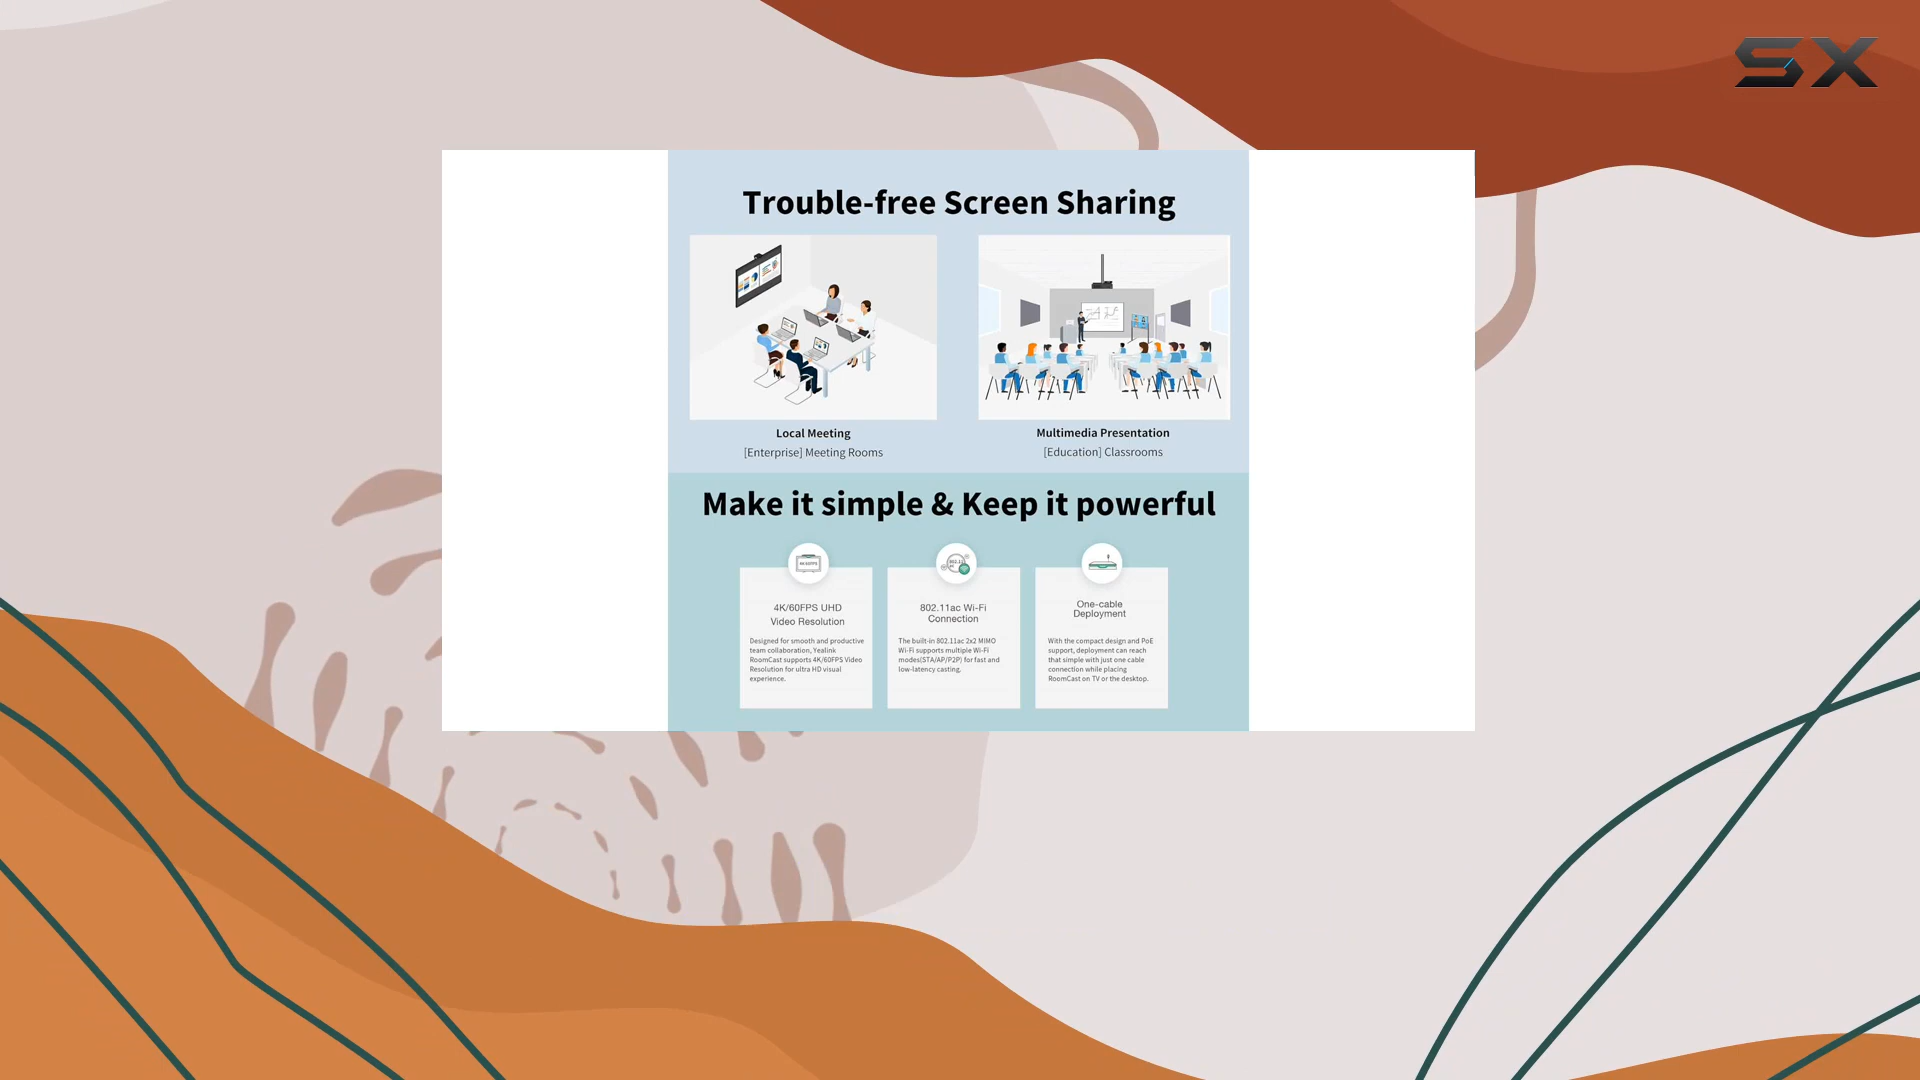 SX
Trouble-free Screen Sharing
Local Meeting
[Enterprise] Meeting Rooms
Multimedia Presentation
[Education] Classrooms
Make it simple & Keep it powerful
4K/60FPS UHD
Video Resolution
Designed for smooth and productive
team collaboration, Yealink
RoomCast supports 4K/60FPS Video
Resolution for ultra HD visual
experience.
802.11ac Wi-Fi
Connection
The built-in 802.11ac 2x2 MIMO
Wi-Fi supports multiple Wi-Fi
modes(STA/AP/P2P) for fast and
low-latency casting.
One-cable
Deployment
With the compact design and PoE
support, deployment can reach
that simple with just one cable
connection while placing
RoomCast on TV or the desktop.